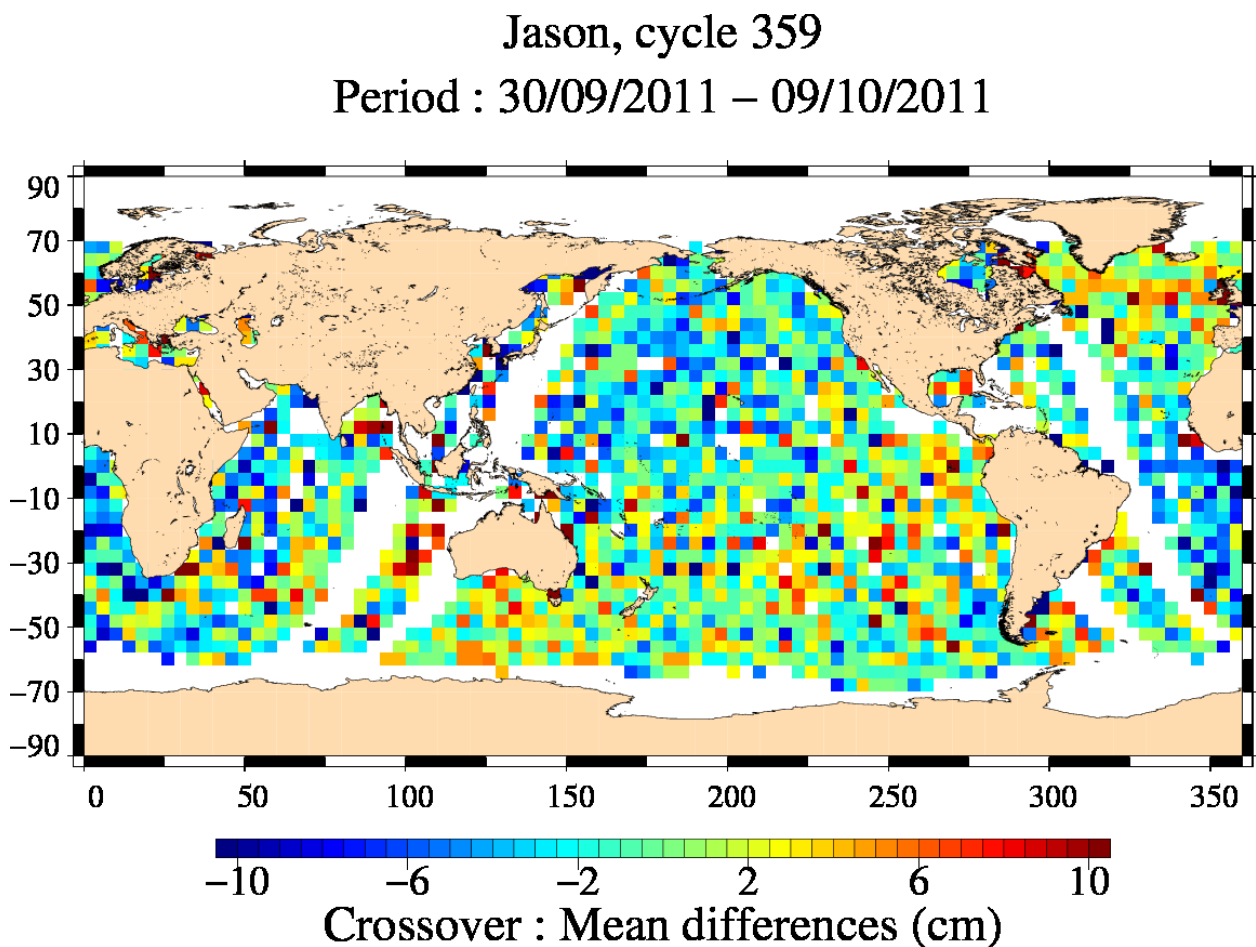 Jason, cycle 359
Period : 30/09/2011 – 09/10/2011
90
70
50
30
10
−10
−30
−50
−70
−90
0 50 100 150 200 250 300 350
−10 −6 −2 2 6 10
Crossover : Mean differences (cm)